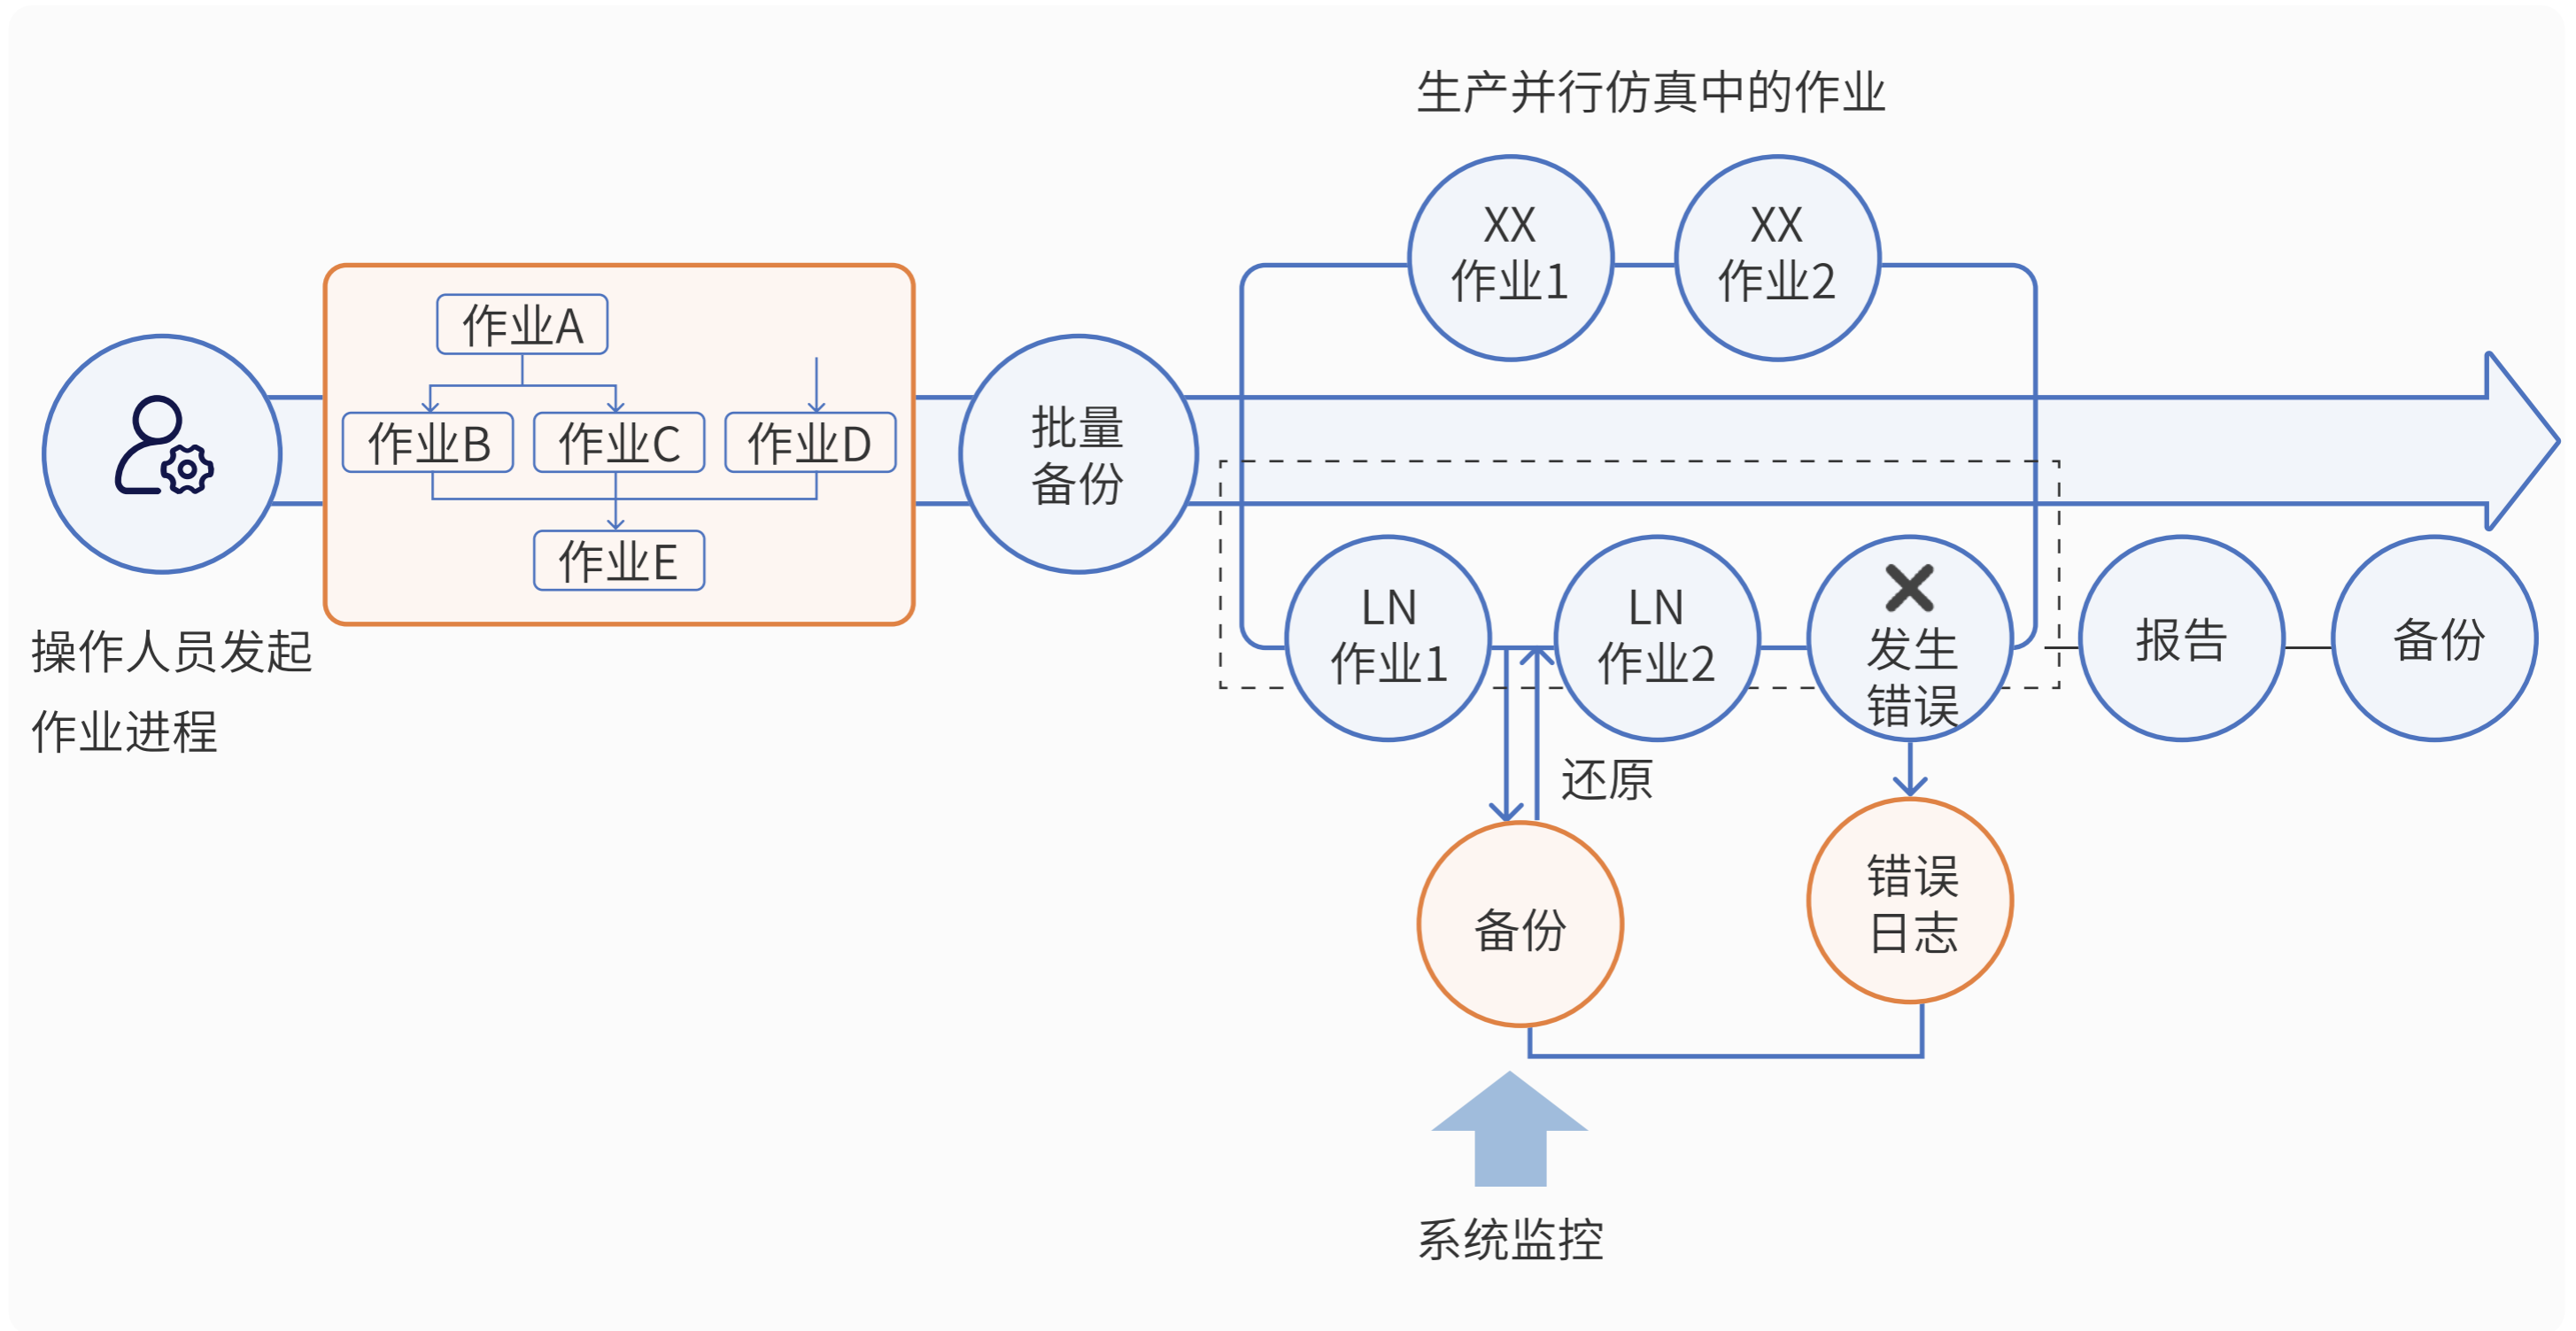 生产并行仿真中的作业
XX
作业1
XX
作业2
作业A
作业B
作业C
作业D
作业E
操作人员发起
作业进程
批量
备份
LN
作业1
LN
作业2
发生
错误
报告
备份
还原
备份
错误
日志
系统监控